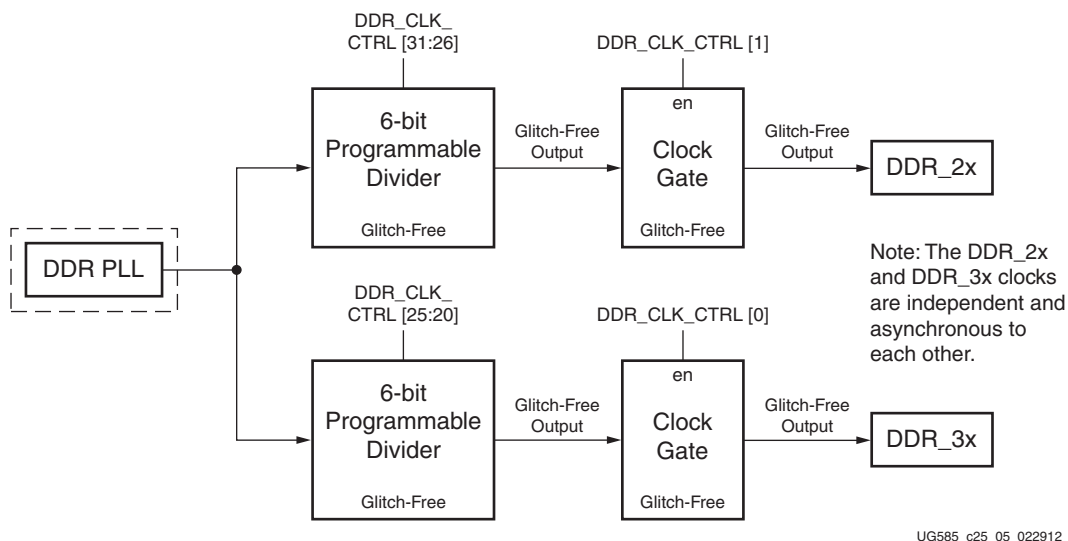 DDR_CLK_
CTRL [31:26]
DDR_CLK_CTRL [1]
6-bit
Programmable
Divider
Glitch-Free
Glitch-Free
Output
en
Clock
Gate
Glitch-Free
Glitch-Free
Output
DDR_2x
DDR PLL
Note: The DDR_2x
and DDR_3x clocks
are independent and
asynchronous to
each other.
DDR_CLK_
CTRL [25:20]
DDR_CLK_CTRL [0]
6-bit
Programmable
Divider
Glitch-Free
Glitch-Free
Output
en
Clock
Gate
Glitch-Free
Glitch-Free
Output
DDR_3x
UG585_c25_05_022912